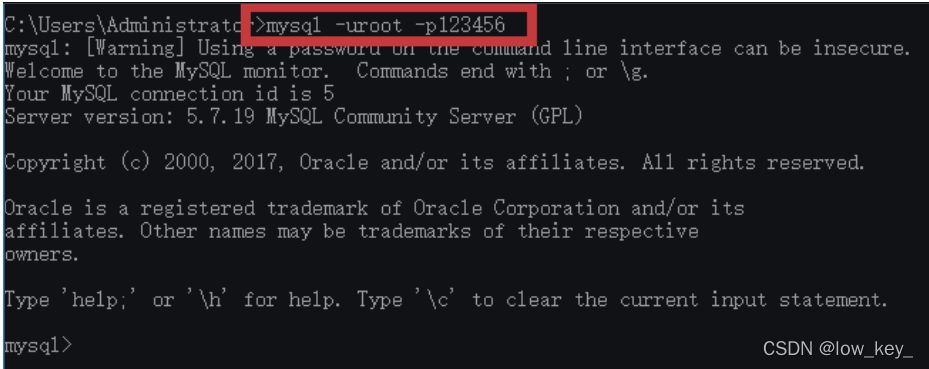 C:\Users\Administrator>mysql -uroot -p123456
mysql: [Warning] Using a password on the command line interface can be insecure.
Welcome to the MySQL monitor.  Commands end with ; or \g.
Your MySQL connection id is 5
Server version: 5.7.19 MySQL Community Server (GPL)
Copyright (c) 2000, 2017, Oracle and/or its affiliates. All rights reserved.
Oracle is a registered trademark of Oracle Corporation and/or its
affiliates. Other names may be trademarks of their respective
owners.
Type 'help;' or '\h' for help. Type '\c' to clear the current input statement.
mysql>
CSDN @low_key_